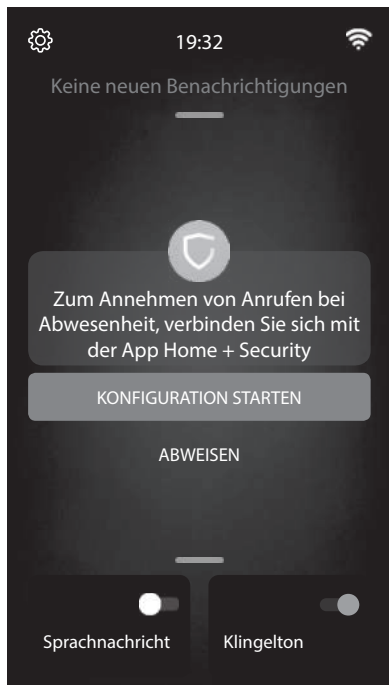 19:32
Keine neuen Benachrichtigungen
Zum Annehmen von Anrufen bei
Abwesenheit, verbinden Sie sich mit
der App Home + Security
KONFIGURATION STARTEN
ABWEISEN
Sprachnachricht
Klingelton